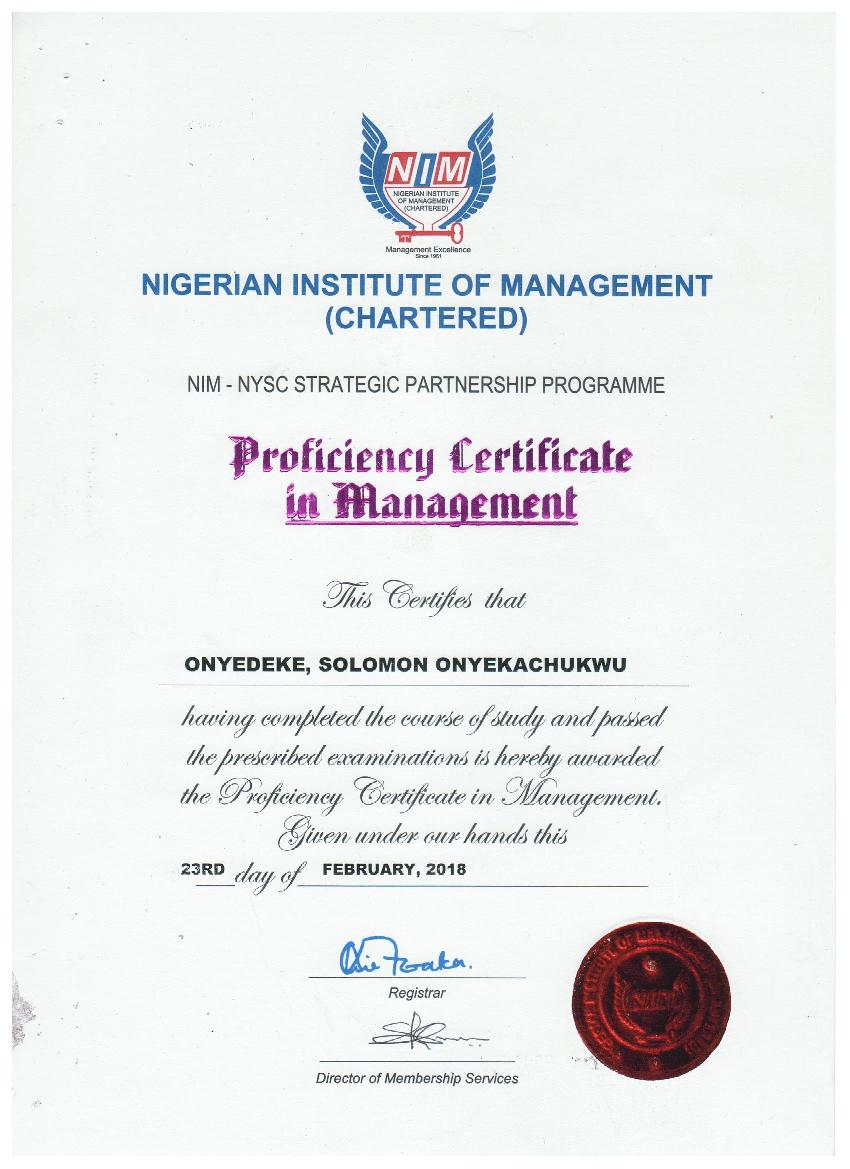 NIM
NIGERIAN INSTITUTE
OF MANAGEMENT
(CHARTERED)
Management Excellence
Since 1961
NIGERIAN INSTITUTE OF MANAGEMENT
(CHARTERED)
NIM - NYSC STRATEGIC PARTNERSHIP PROGRAMME
Proficiency Certificate
in Management
This Certifies that
ONYEDEKE, SOLOMON ONYEKACHUKWU
having completed the course of study and passed
the prescribed examinations is hereby awarded
the Proficiency Certificate in Management.
Given under our hands this
23RD day of FEBRUARY, 2018
Registrar
Director of Membership Services
NIM